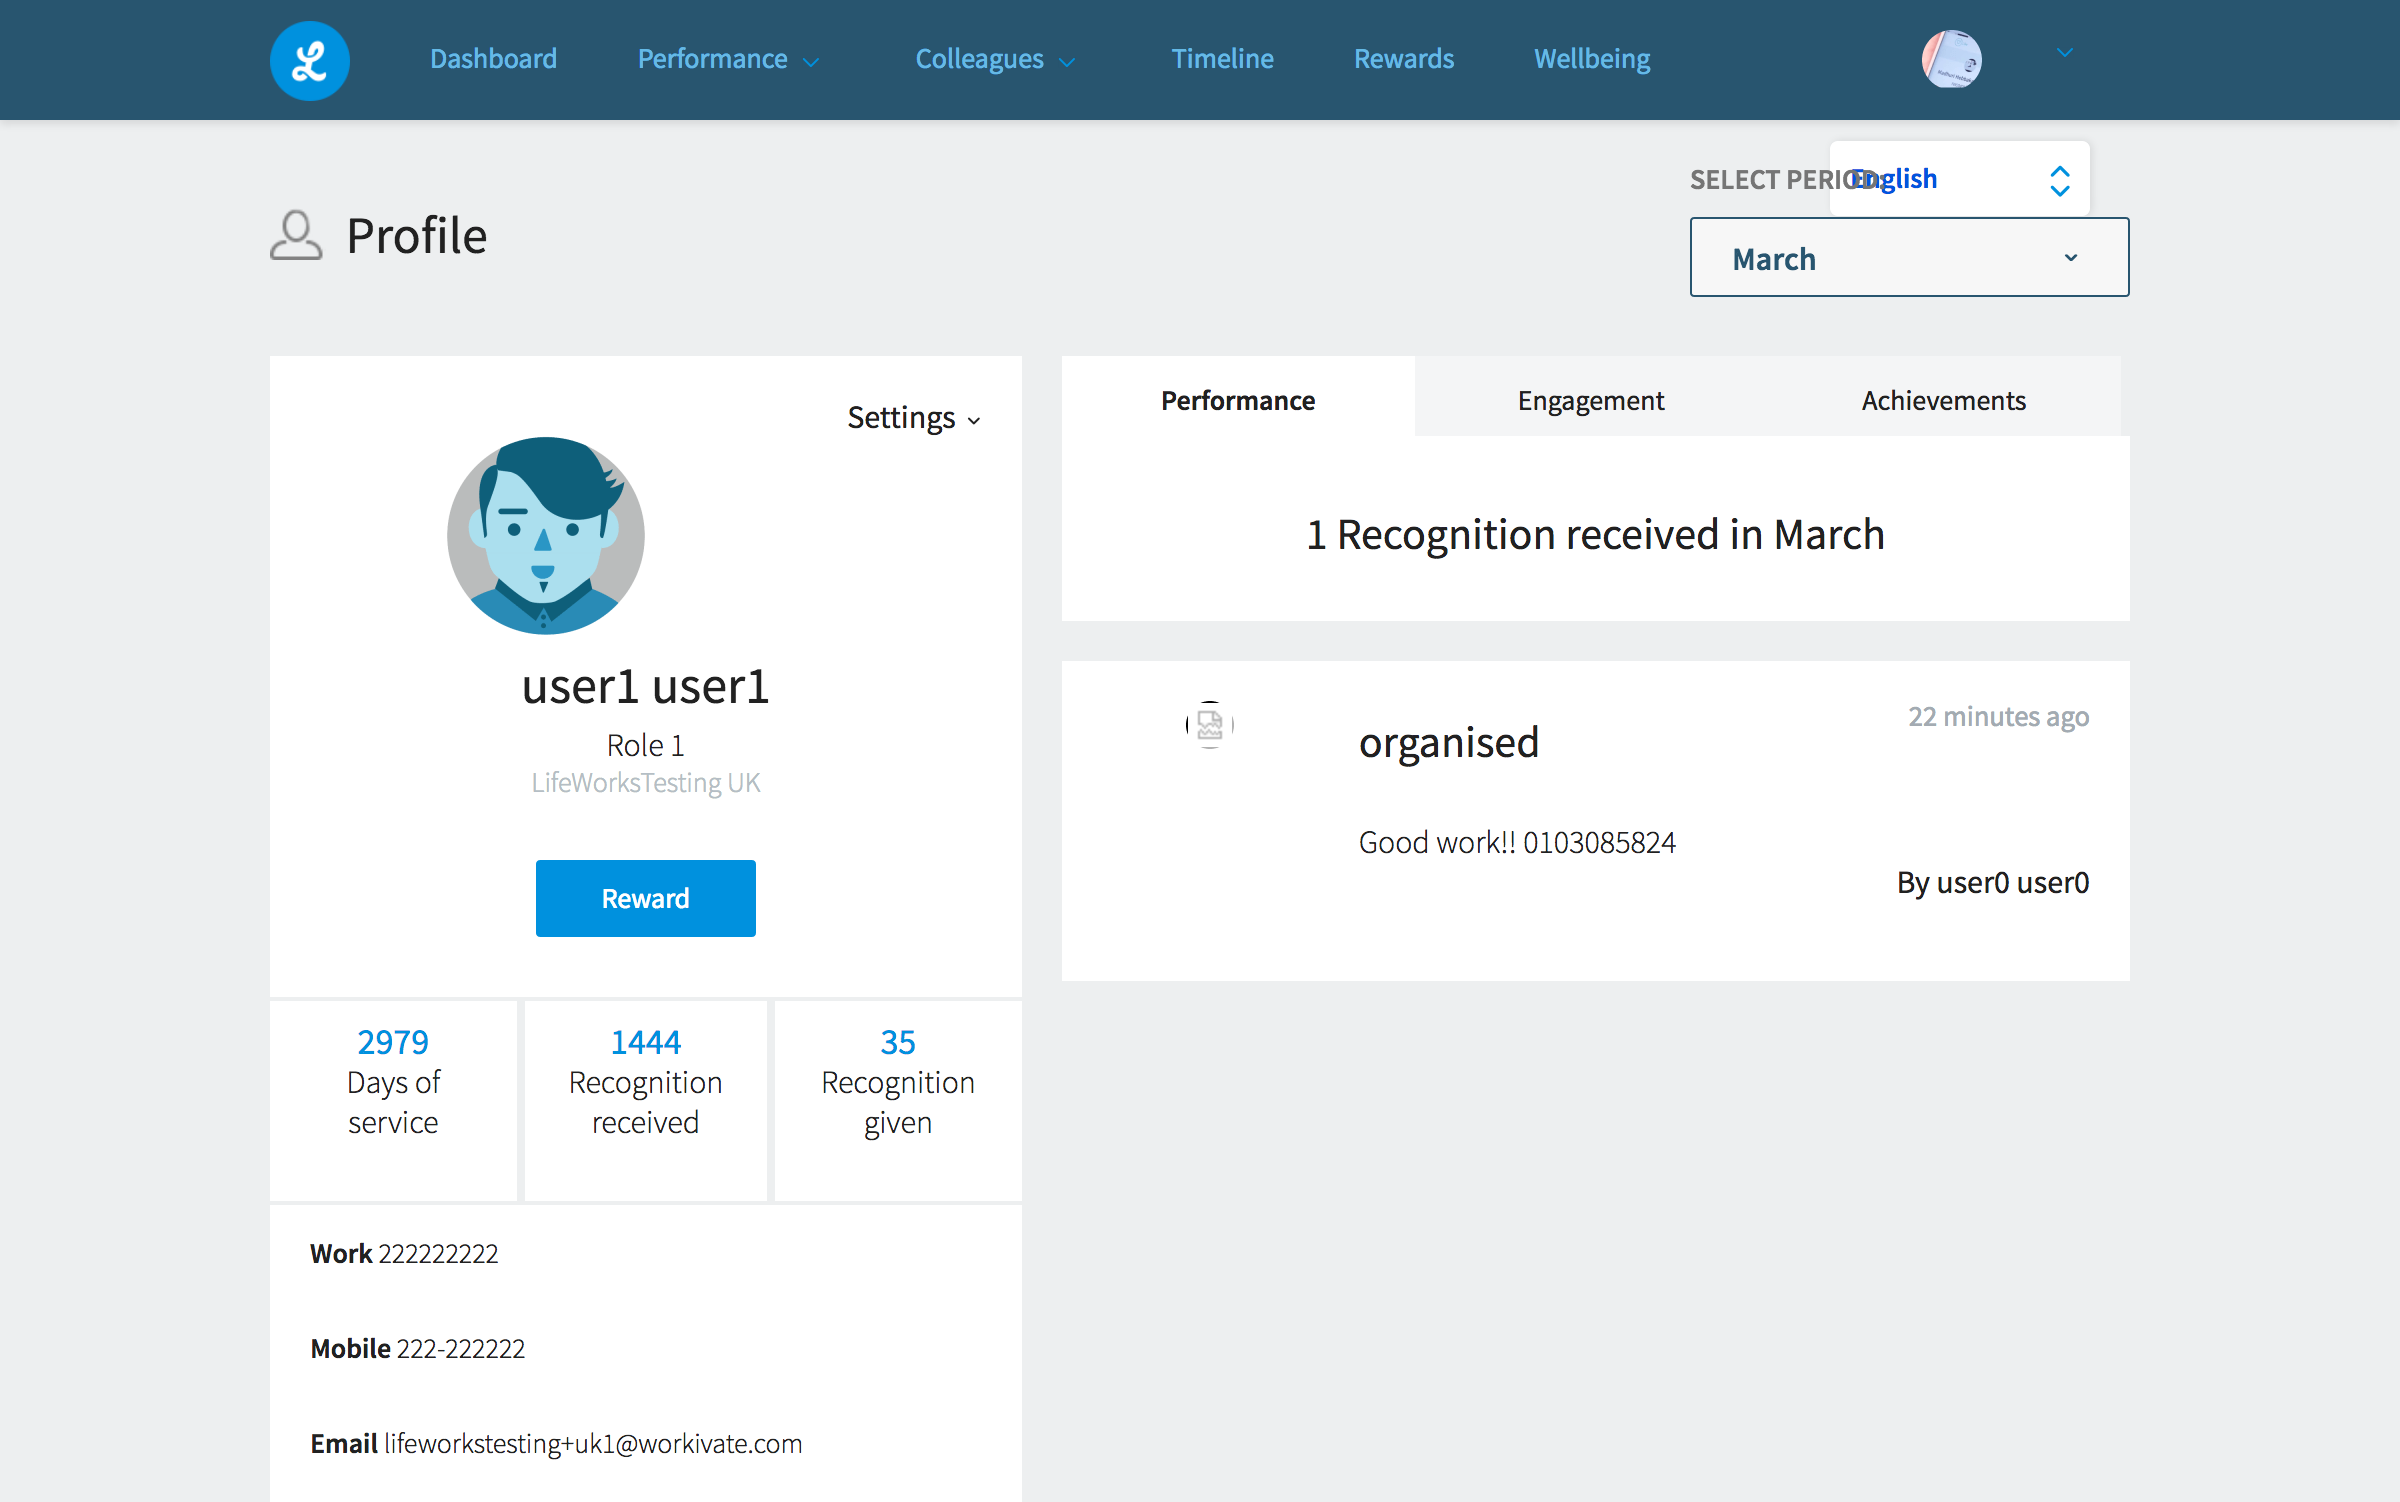 Dashboard
Performance
Colleagues
Timeline
Rewards
Wellbeing
SELECT PERIOD:
English
Profile
March
Settings
user1 user1
Role 1
LifeWorksTesting UK
Reward
2979
Days of
service
1444
Recognition
received
35
Recognition
given
Work 222222222
Mobile 222-222222
Email lifeworkstesting+uk1@workivate.com
Performance
Engagement
Achievements
1 Recognition received in March
22 minutes ago
organised
Good work!! 0103085824
By user0 user0